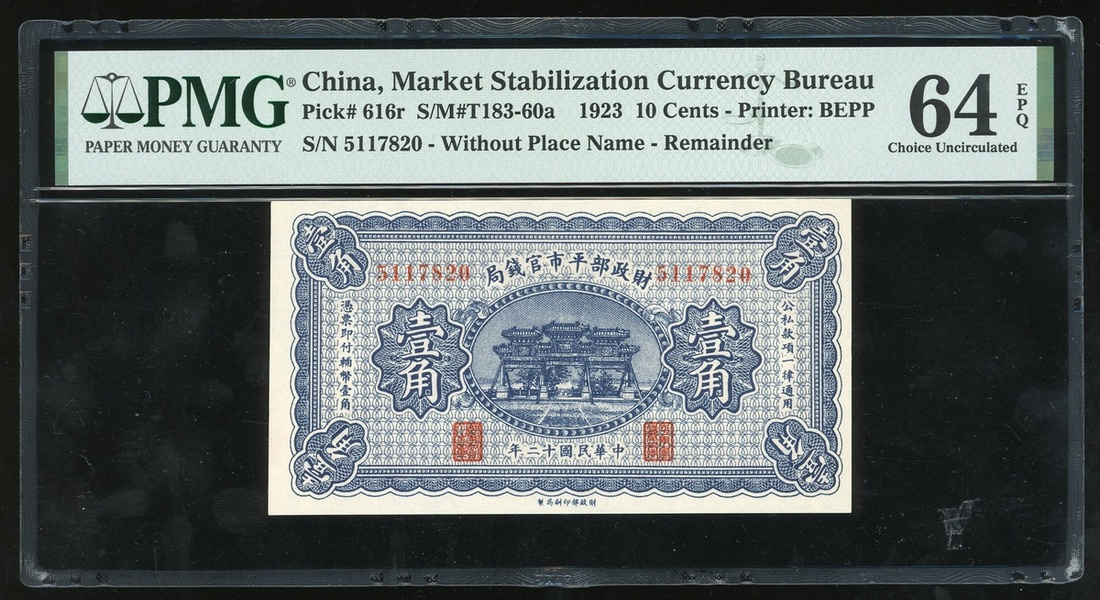 PMG®
PAPER MONEY GUARANTY
China, Market Stabilization Currency Bureau
Pick# 616r S/M#T183-60a 1923 10 Cents - Printer: BEPP
S/N 5117820 - Without Place Name - Remainder
64
EPQ
Choice Uncirculated
壹角
壹角
5117820
局錢官市平部政財
5117820
公私款項一律通用
壹角
壹角
憑票即付輔幣壹角
年二十國民華中
壹角
壹角
製局刷印部政財